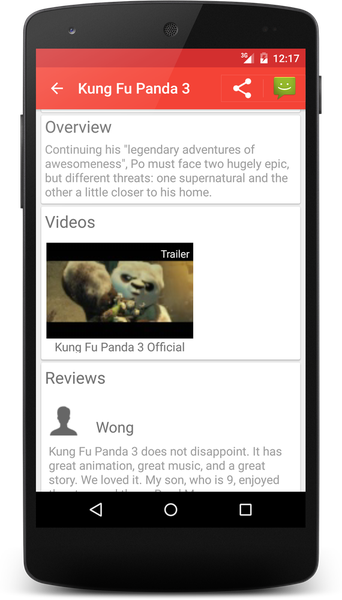 3G 12:17
Kung Fu Panda 3
Overview
Continuing his "legendary adventures of
awesomeness", Po must face two hugely epic,
but different threats: one supernatural and the
other a little closer to his home.
Videos
Trailer
Kung Fu Panda 3 Official
Reviews
Wong
Kung Fu Panda 3 does not disappoint. It has
great animation, great music, and a great
story. We loved it. My son, who is 9, enjoyed